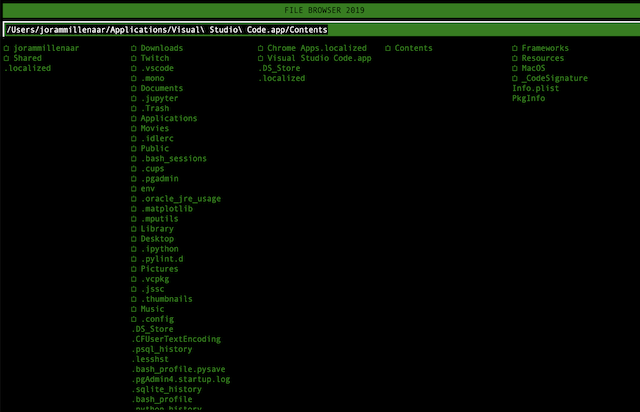 FILE BROWSER 2019
/Users/jorammillenaar/Applications/Visual\ Studio\ Code.app/Contents
jorammillenaar
Shared
.localized
Downloads
Twitch
.vscode
.mono
Documents
.jupyter
.Trash
Applications
Movies
.idlerc
Public
.bash_sessions
.cups
.pgadmin
env
.oracle_jre_usage
.matplotlib
.mputils
Library
Desktop
.ipython
.pylint.d
Pictures
.vcpkg
.jssc
.thumbnails
Music
.config
.DS_Store
.CFUserTextEncoding
.psql_history
.lesshst
.bash_profile.pysave
.pgAdmin4.startup.log
.sqlite_history
.bash_profile
.python_history
Chrome Apps.localized
Visual Studio Code.app
.DS_Store
.localized
Contents
Frameworks
Resources
MacOS
_CodeSignature
Info.plist
PkgInfo